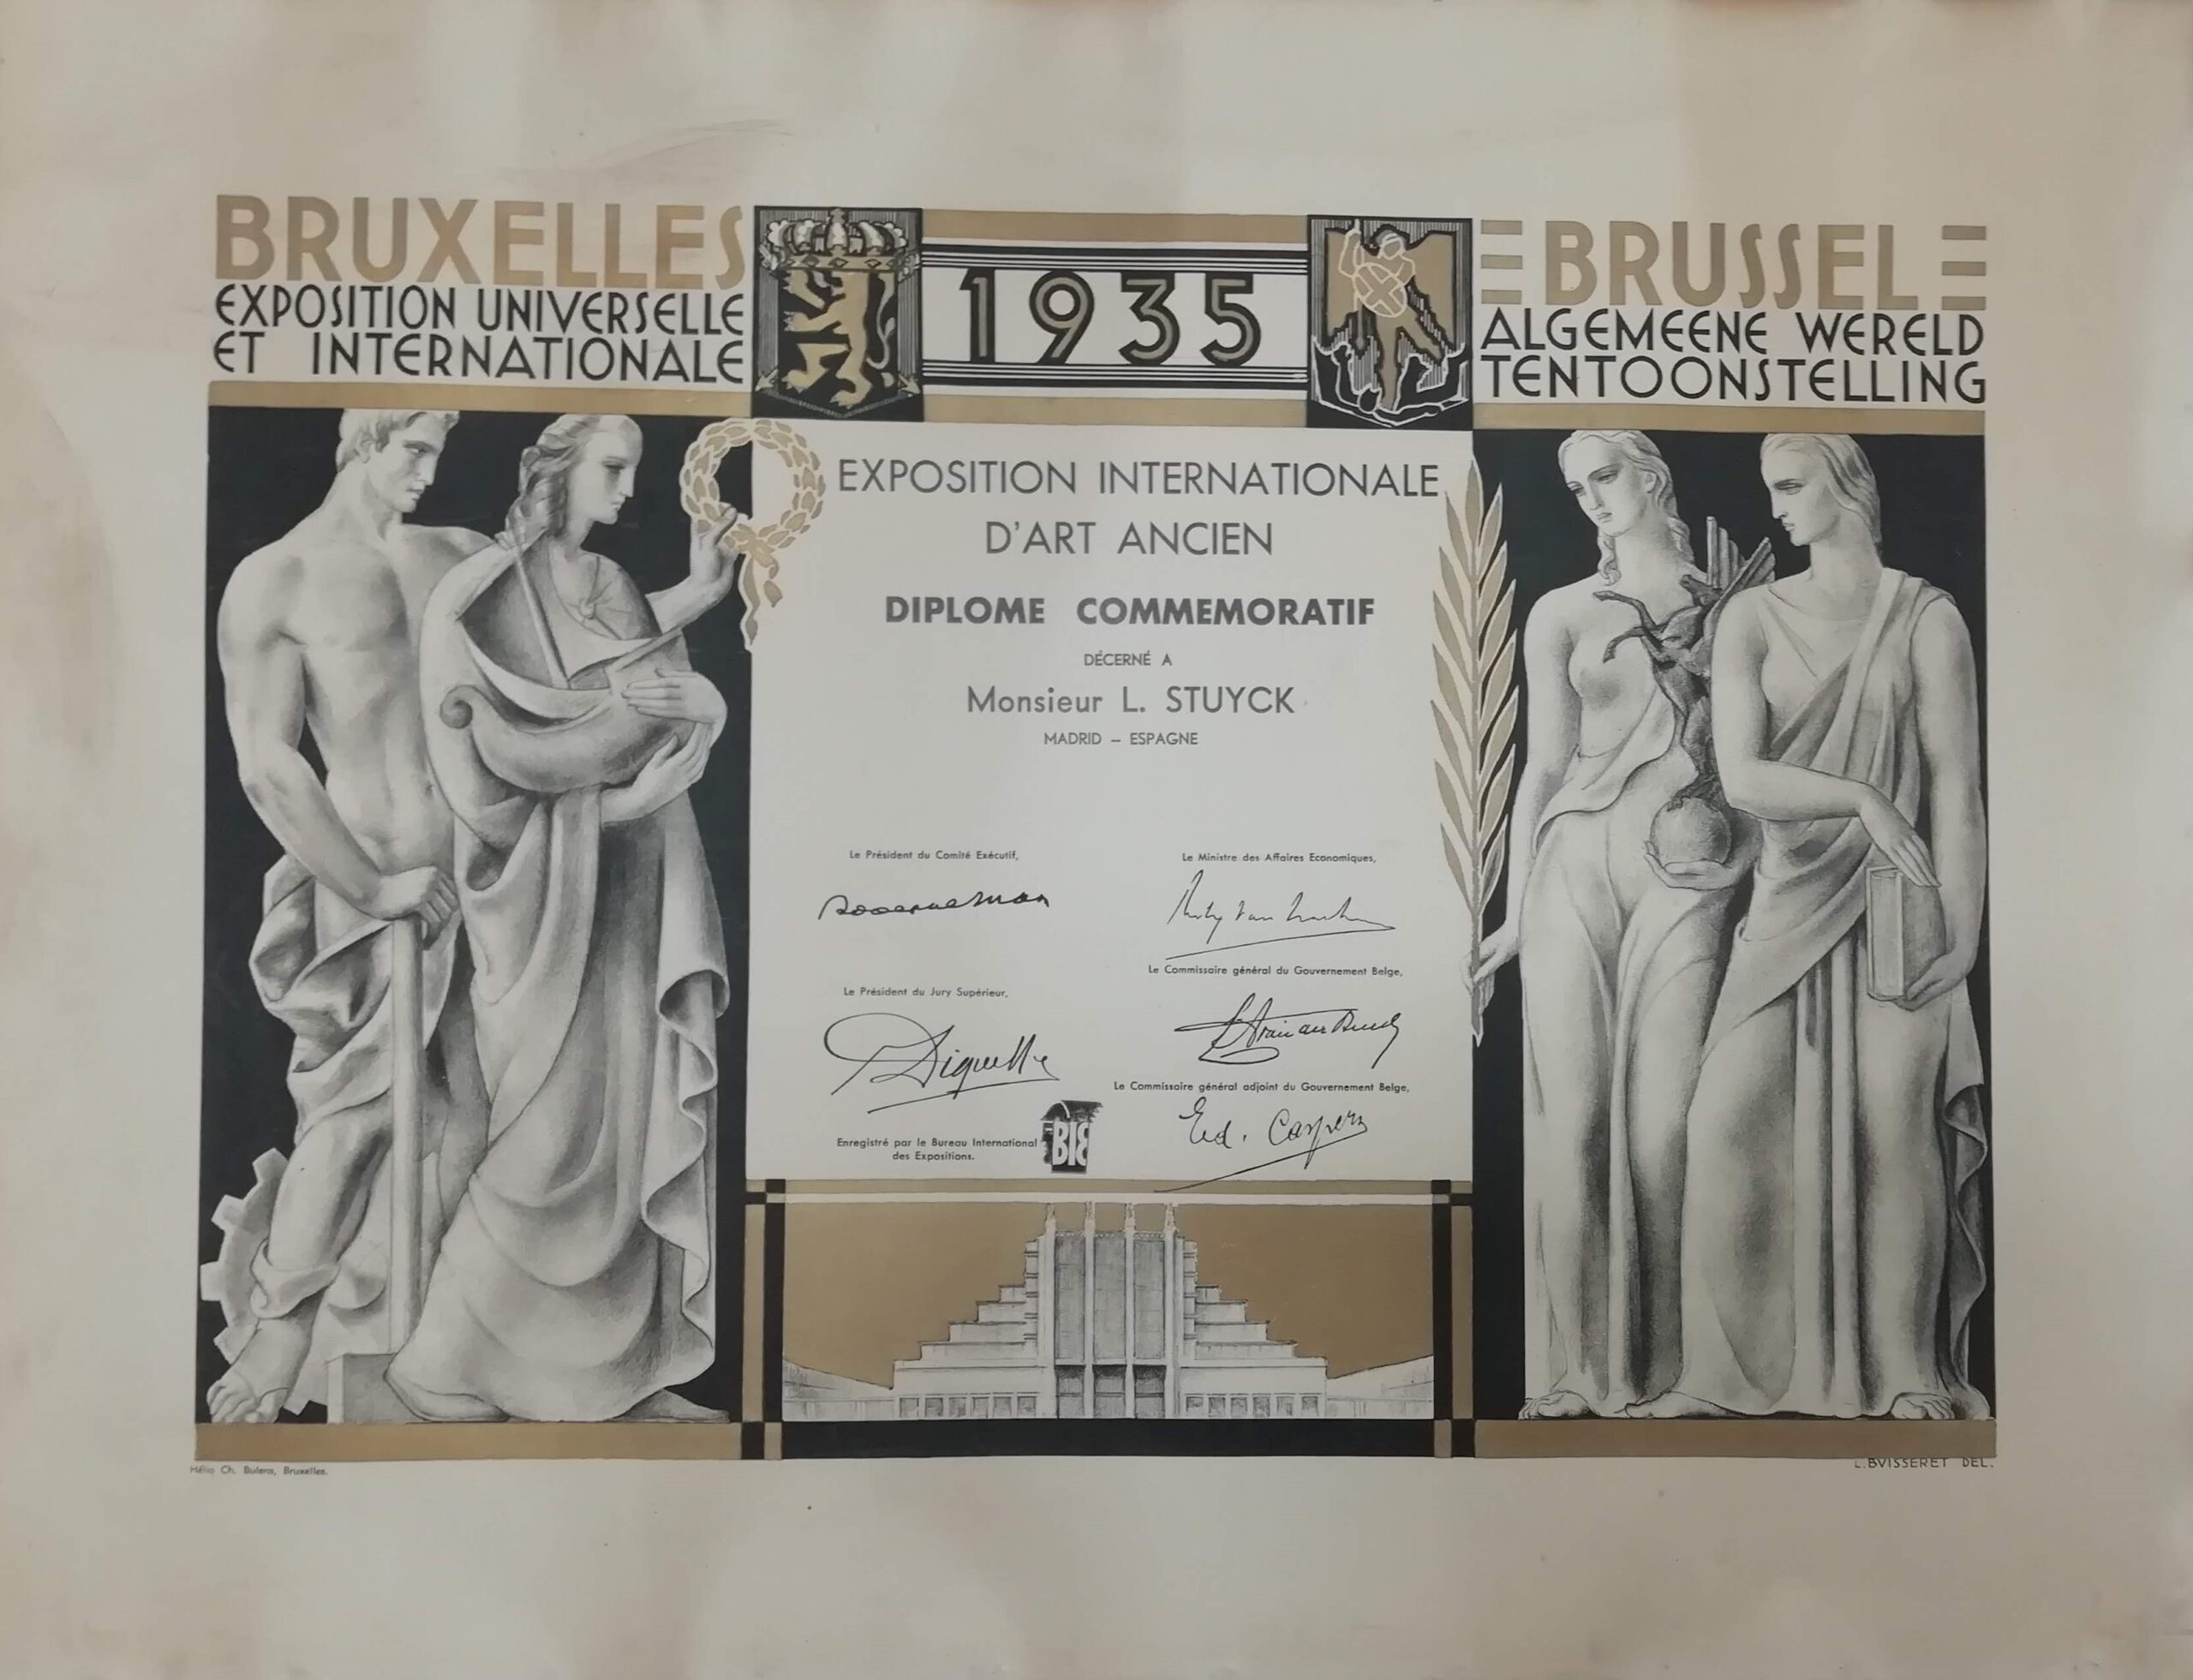 BRUXELLES
EXPOSITION UNIVERSELLE
ET INTERNATIONALE
1935
BRUSSEL
ALGEMEENE WERELD
TENTOONSTELLING
EXPOSITION INTERNATIONALE
D'ART ANCIEN
DIPLOME COMMEMORATIF
DÉCERNÉ A
Monsieur L. STUYCK
MADRID – ESPAGNE
Le Président du Comité Exécutif,
Le Ministre des Affaires Economiques,
Le Président du Jury Supérieur,
Le Commissaire général du Gouvernement Belge,
Le Commissaire général adjoint du Gouvernement Belge,
Ed. Caspers
Enregistré par le Bureau International
des Expositions.
BIE
Hélio Ch. Bulens, Bruxelles.
L. BVISSERET DEL.